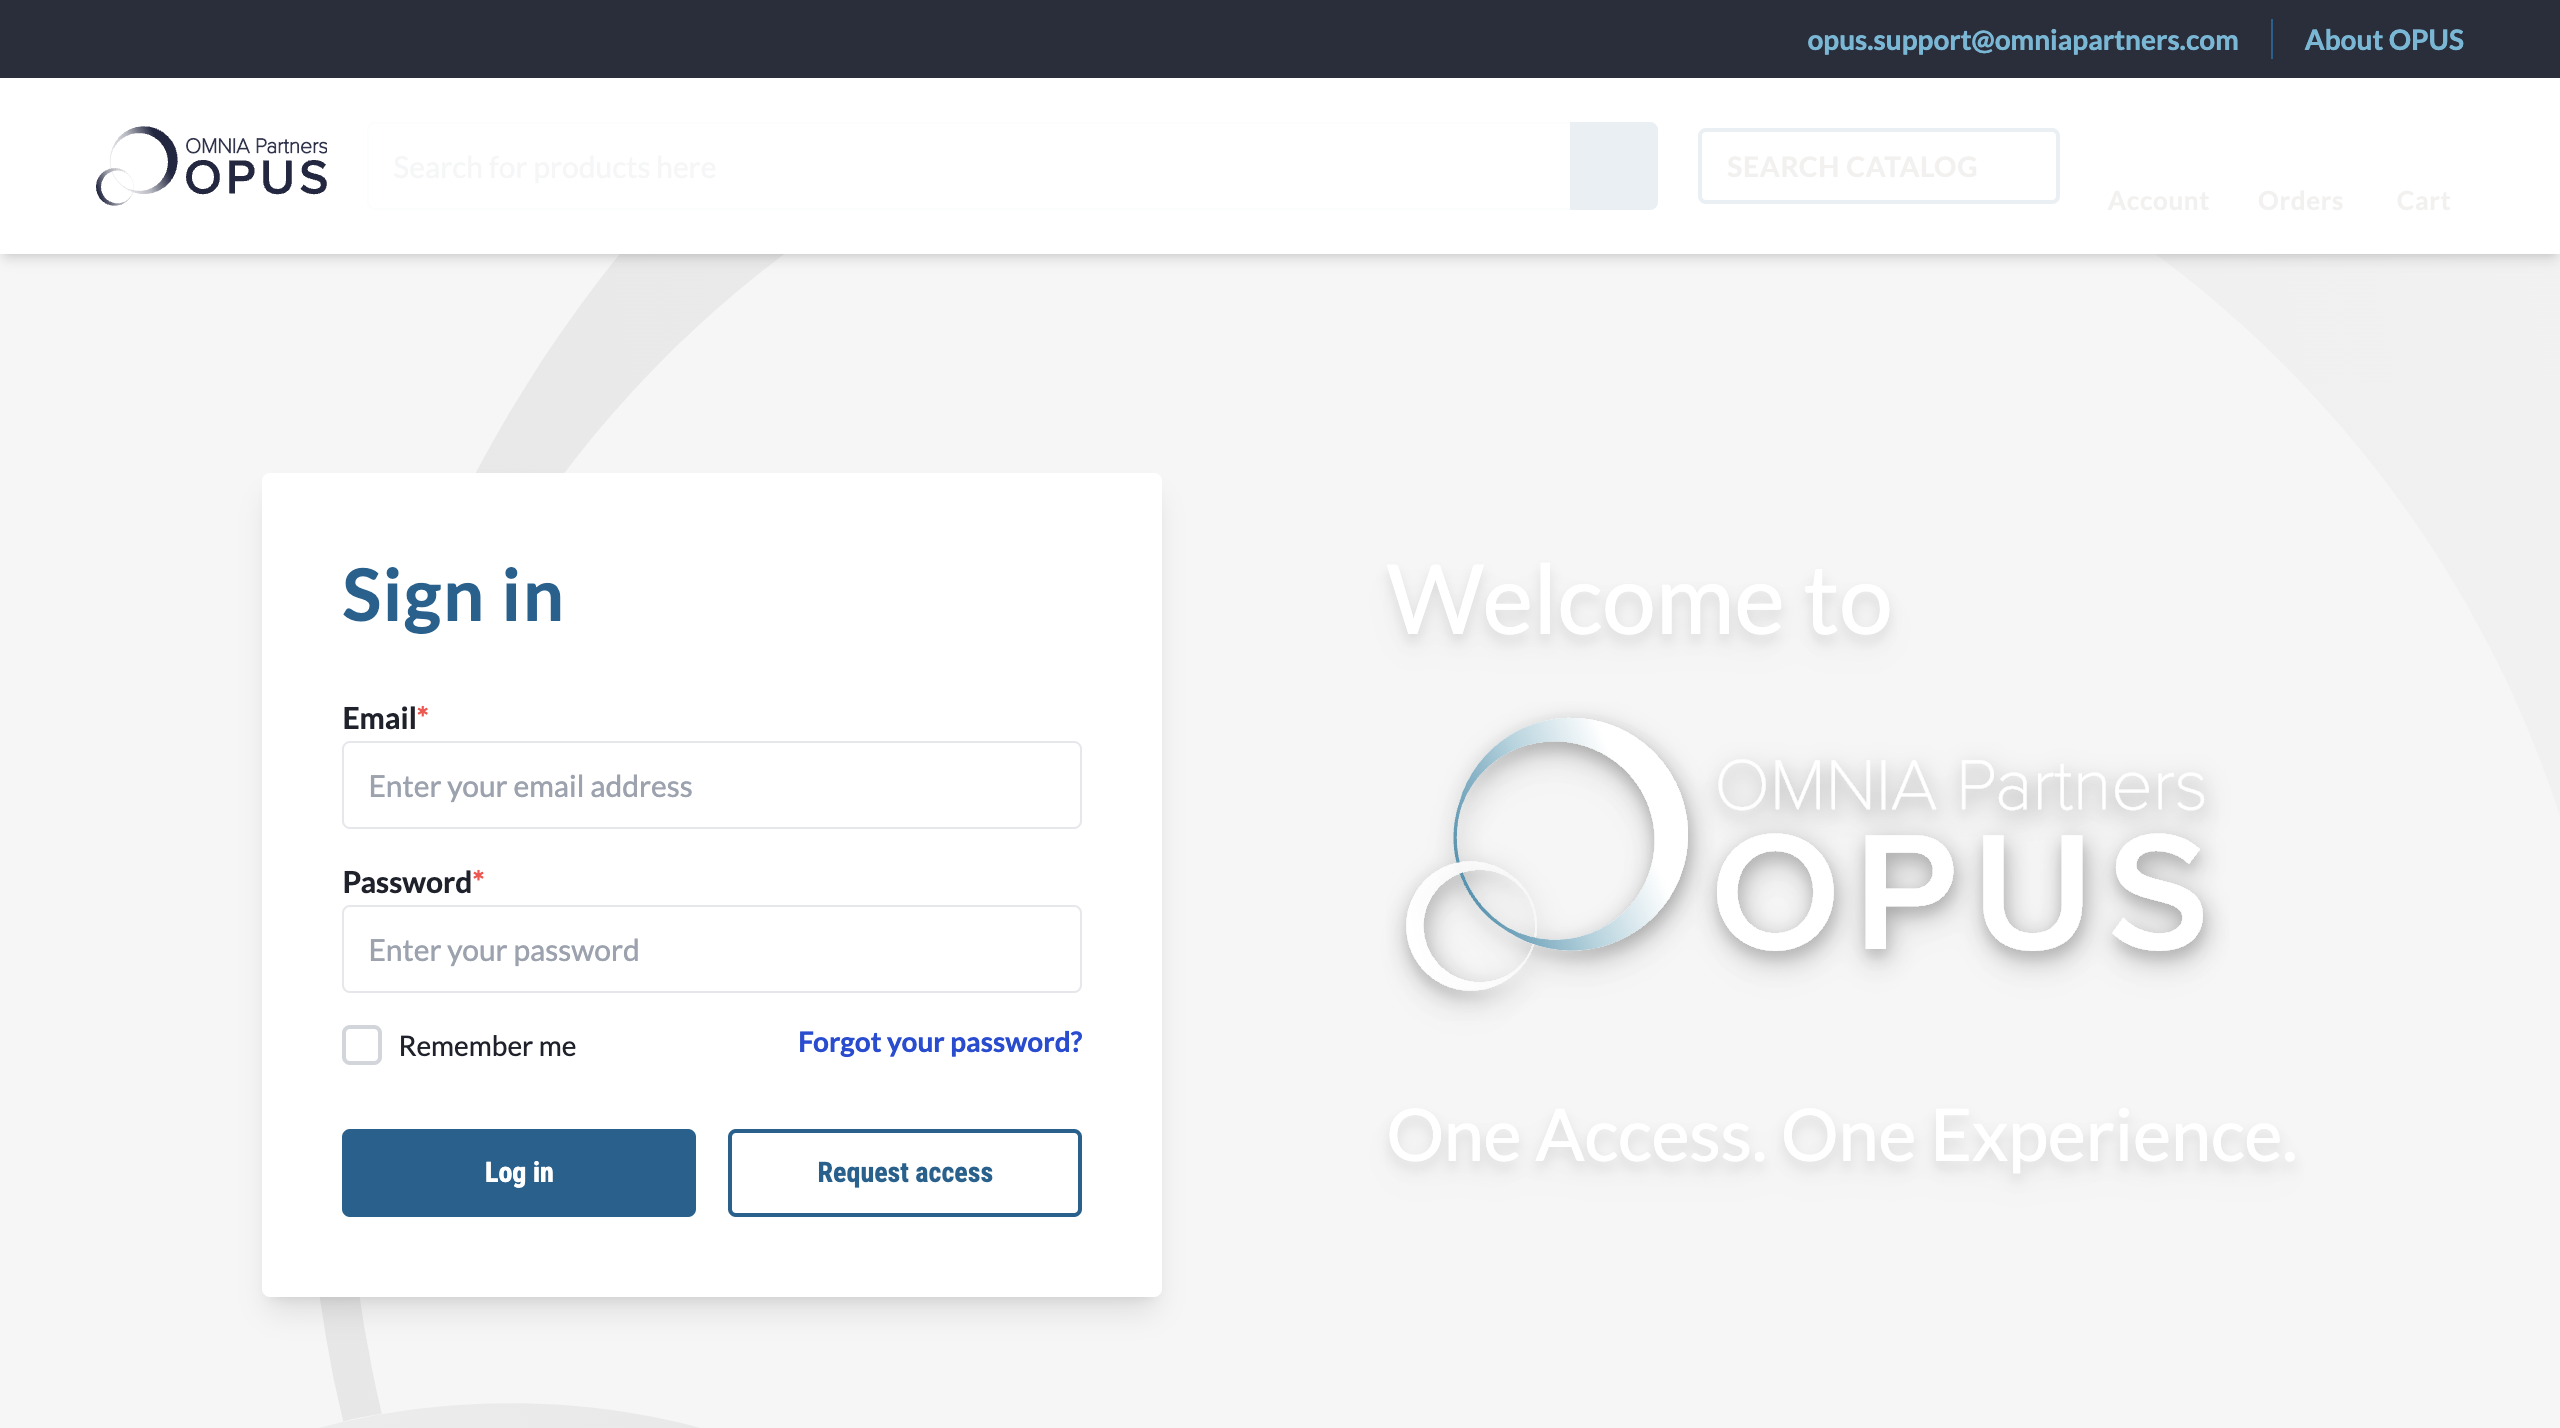 opus.support@omniapartners.com About OPUS
OMNIA Partners
OPUS
Search for products here
SEARCH CATALOG
Account Orders Cart
Sign in
Email*
Enter your email address
Password*
Enter your password
Remember me
Forgot your password?
Log in
Request access
Welcome to
OMNIA Partners
OPUS
One Access. One Experience.